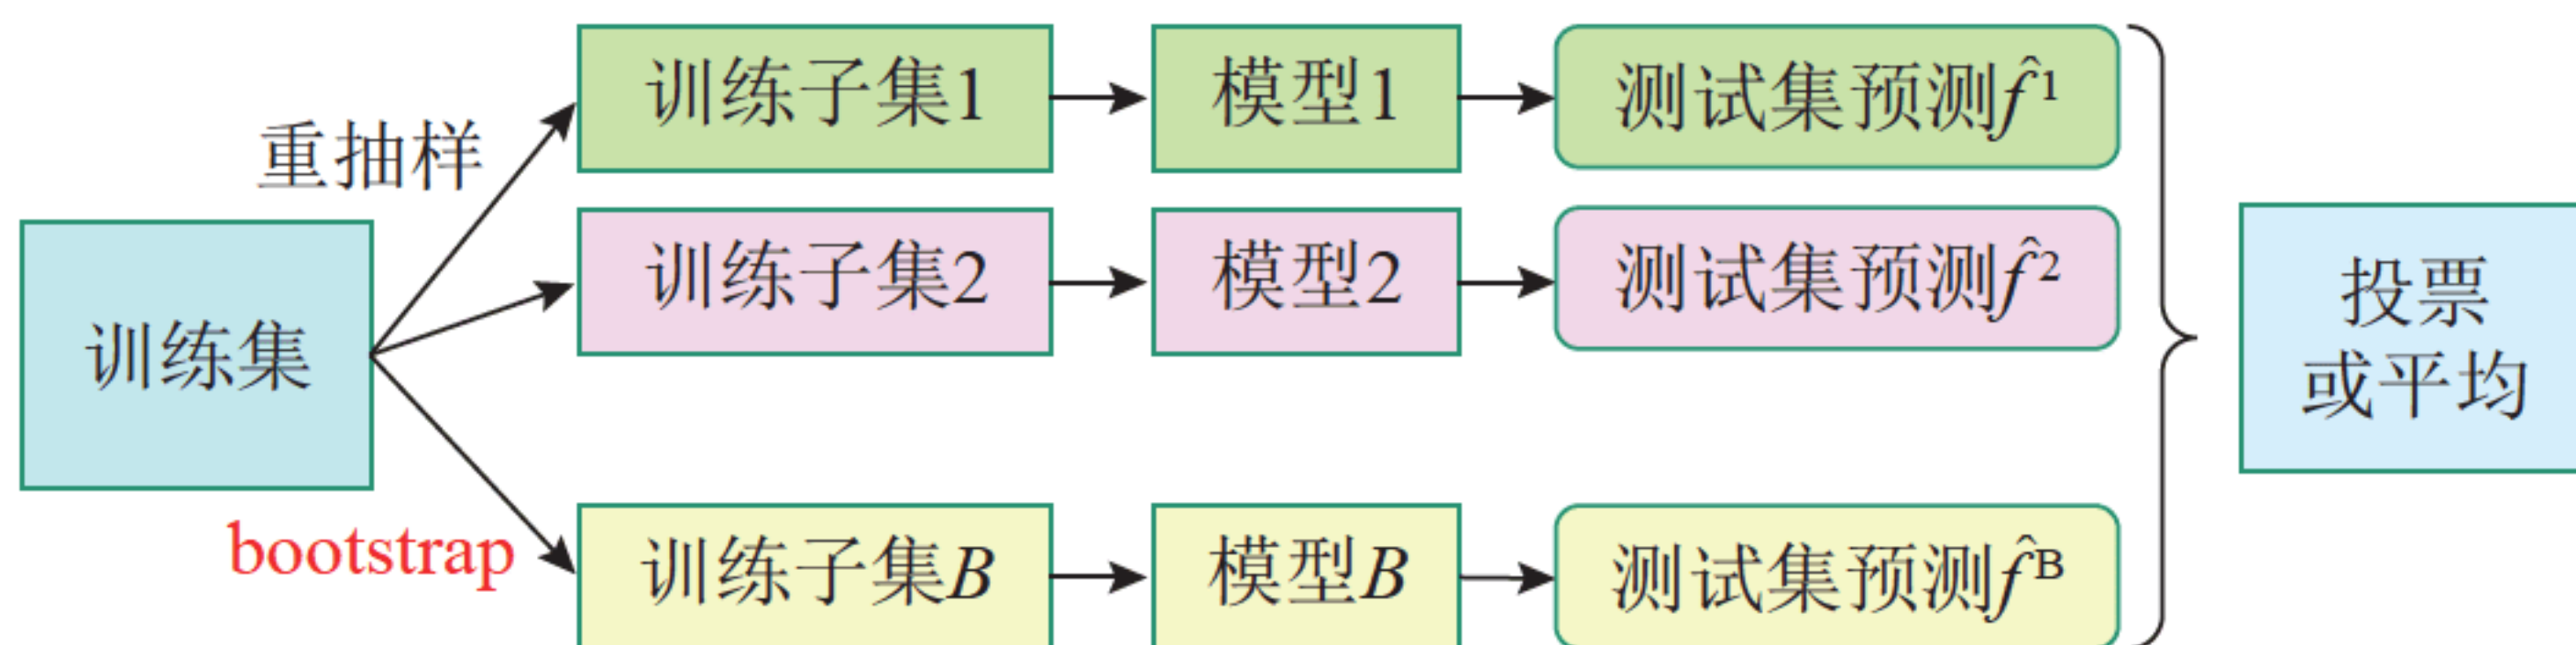 重抽样
训练集
bootstrap
训练子集1
模型1
测试集预测f̂ ¹
训练子集2
模型2
测试集预测f̂ ²
训练子集B
模型B
测试集预测f̂ ᴮ
投票
或平均